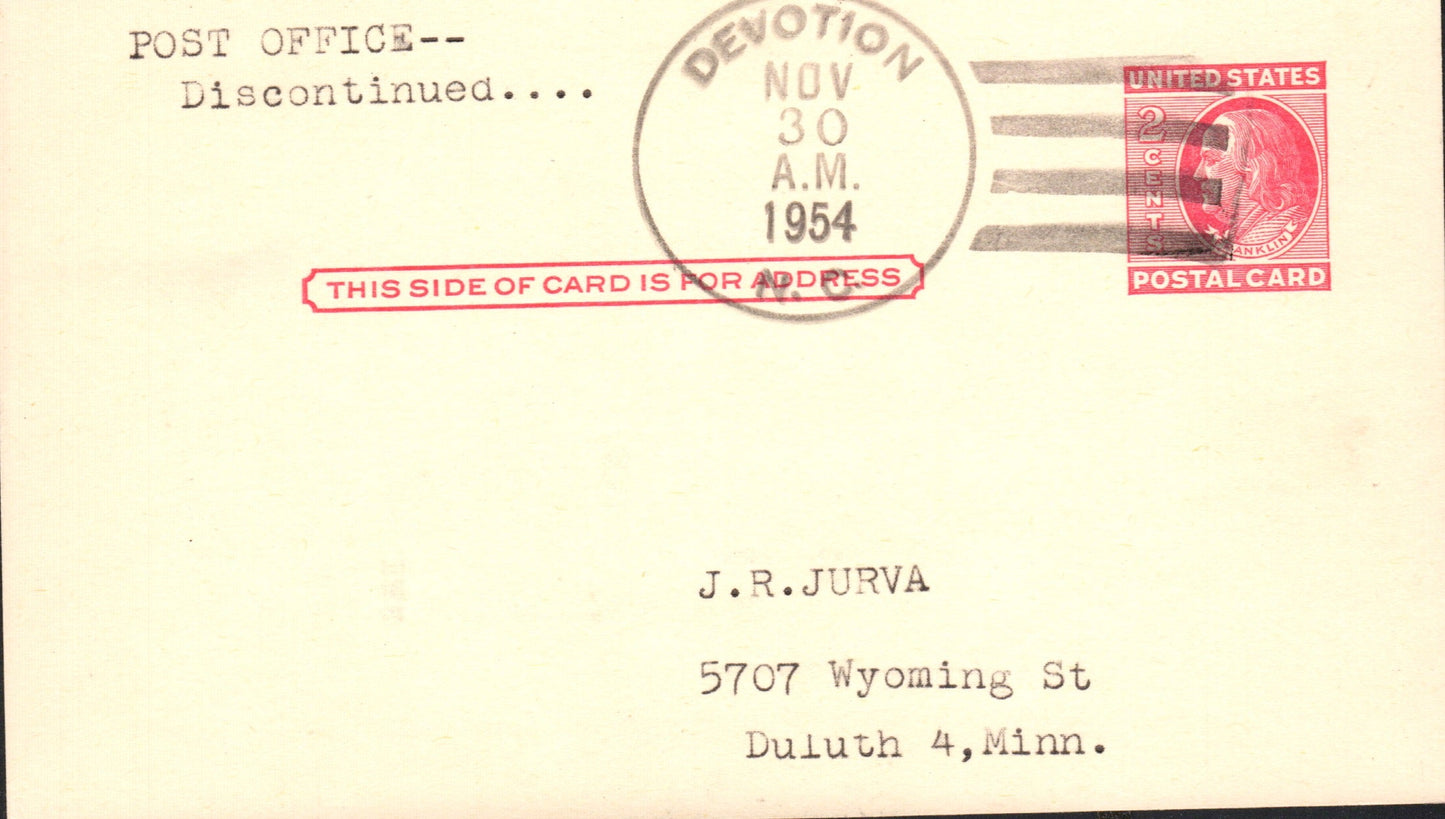 POST OFFICE--
Discontinued....
DEVOTION
NOV
30
A.M.
1954
N. C.
UNITED STATES
2
CENTS
FRANKLIN
POSTAL CARD
THIS SIDE OF CARD IS FOR ADDRESS
J.R.JURVA
5707 Wyoming St
Duluth 4,Minn.